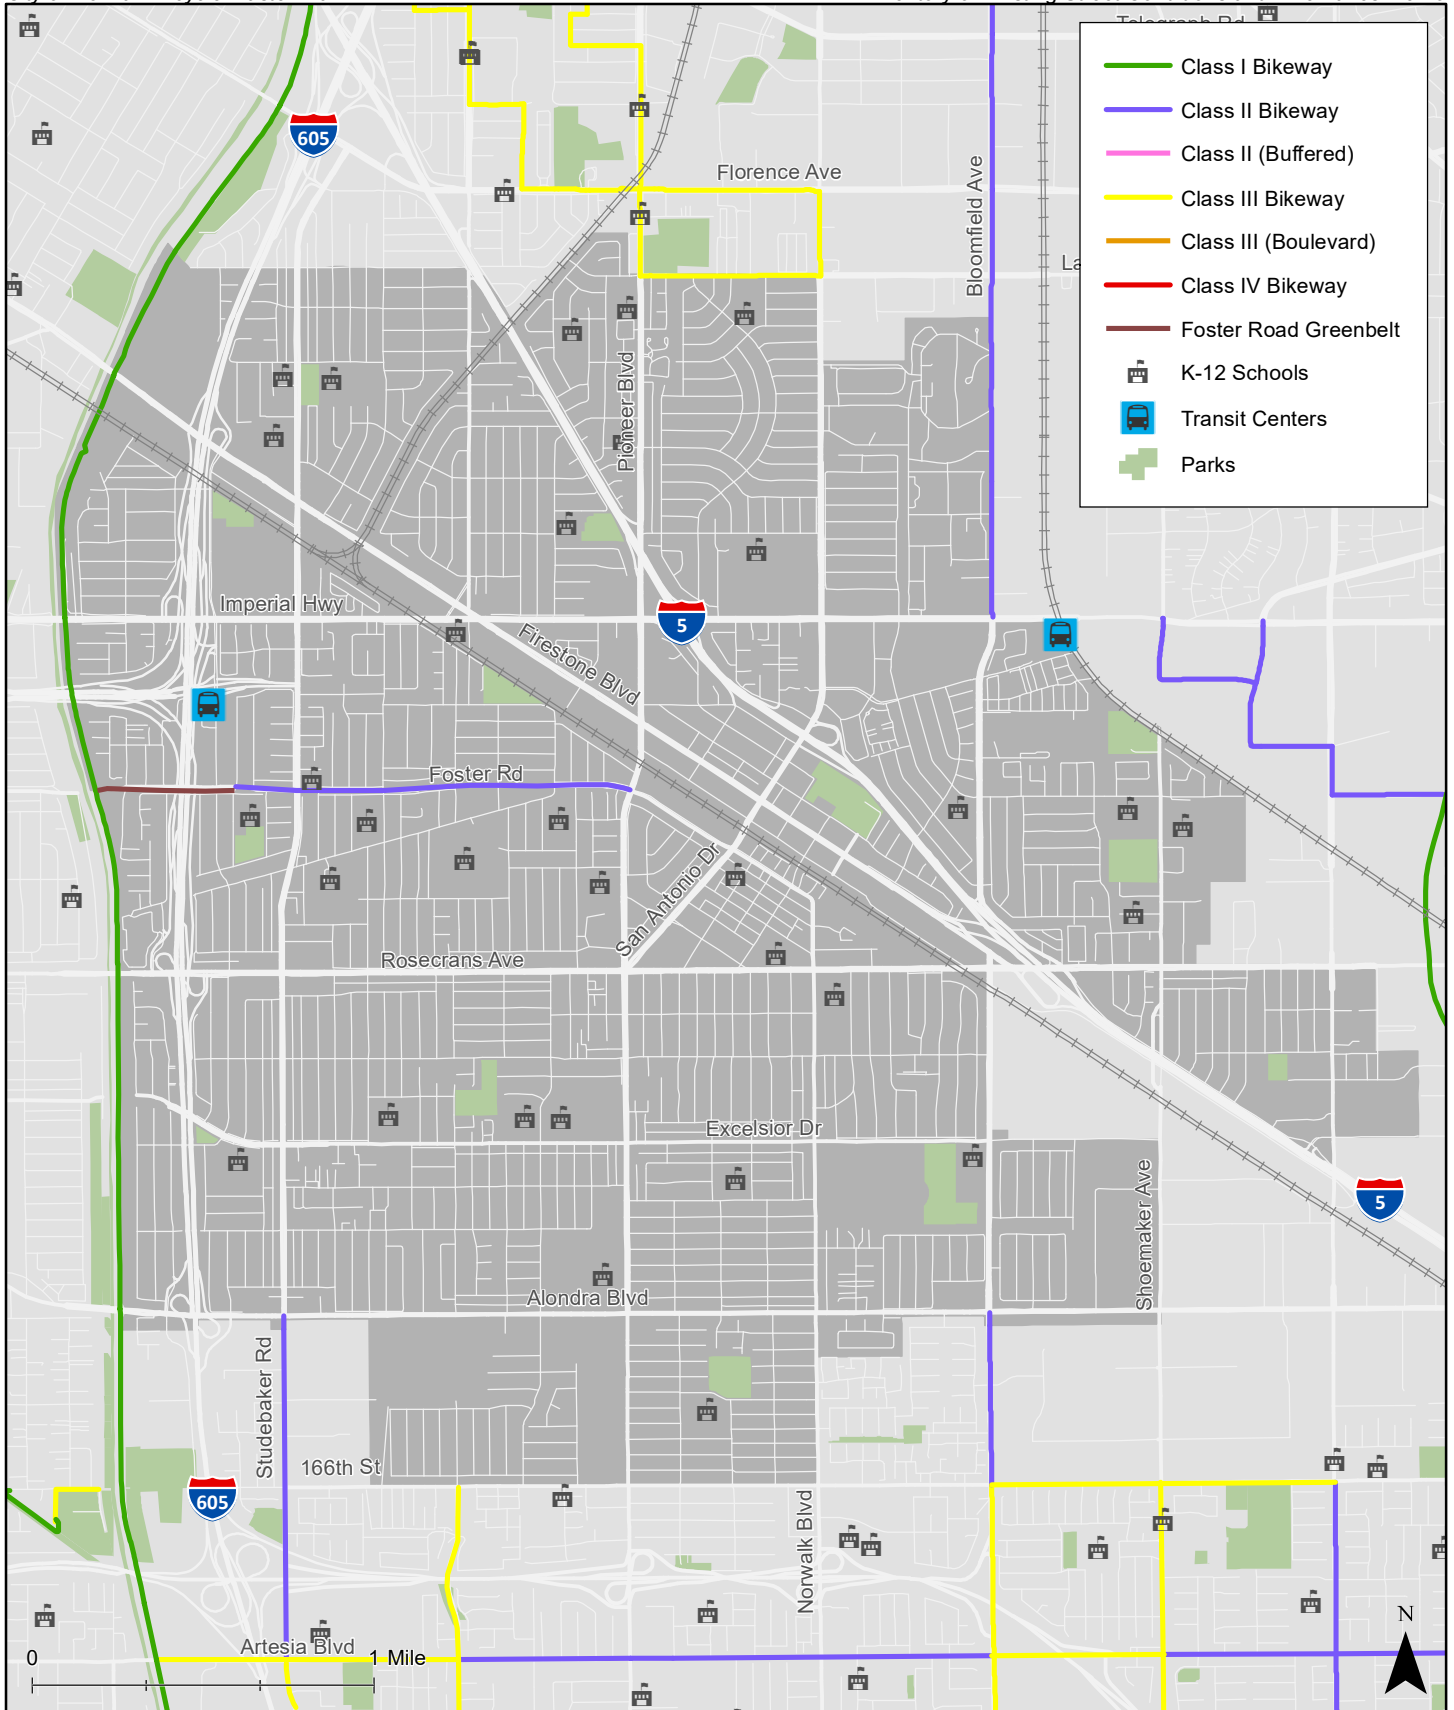 Telegraph Rd
Class I Bikeway
Class II Bikeway
Class II (Buffered)
Class III Bikeway
Class III (Boulevard)
Class IV Bikeway
Foster Road Greenbelt
K-12 Schools
Transit Centers
Parks
605
Florence Ave
Bloomfield Ave
La
Pioneer Blvd
Imperial Hwy
5
Firestone Blvd
Foster Rd
San Antonio Dr
Rosecrans Ave
Excelsior Dr
Shoemaker Ave
5
Alondra Blvd
Studebaker Rd
166th St
605
Norwalk Blvd
Artesia Blvd
0
1 Mile
N